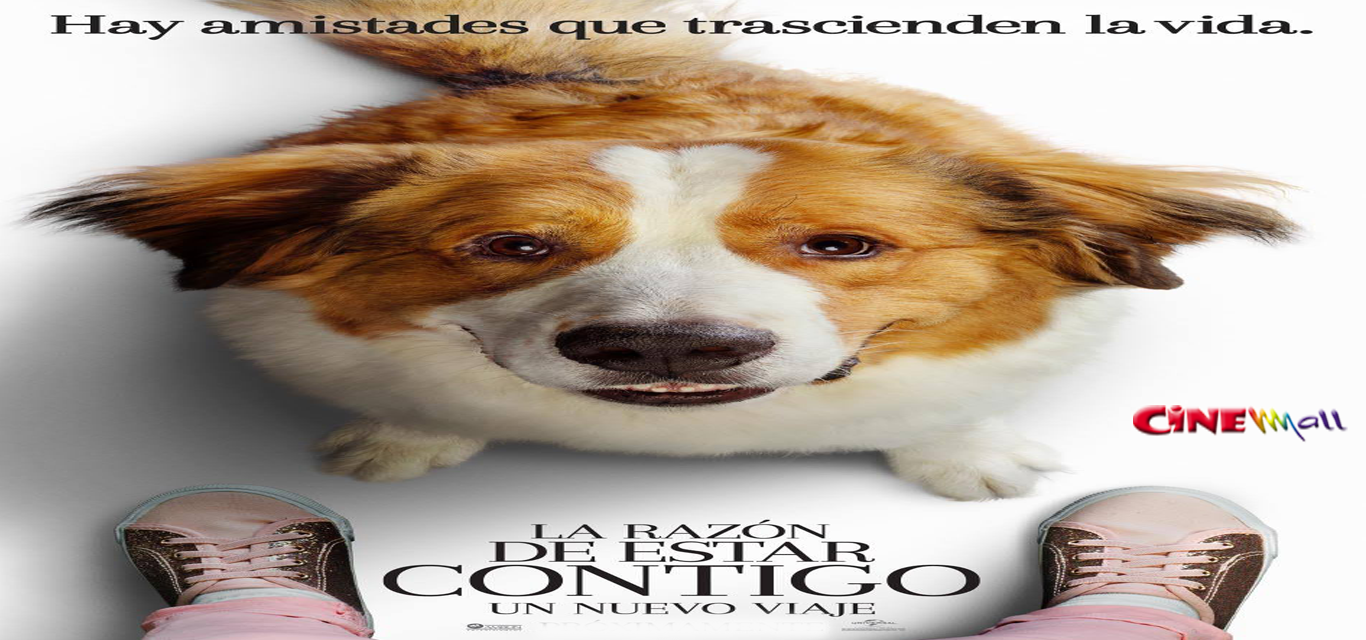 Hay amistades que trascienden la vida.
CINEMALL
LA RAZÓN
DE ESTAR
CONTIGO
UN NUEVO VIAJE